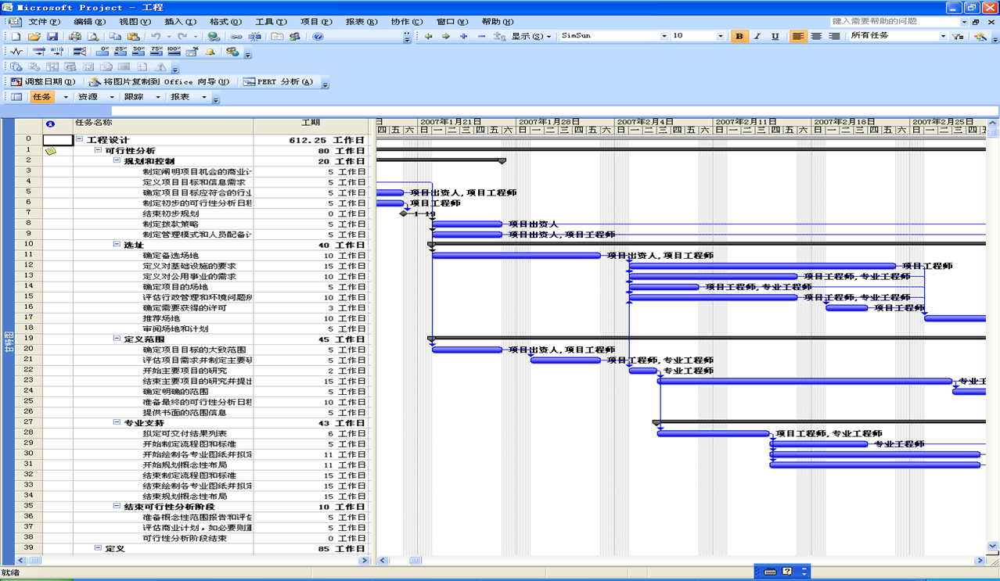 Microsoft Project - 工程
文件(F) 编辑(E) 视图(V) 插入(I) 格式(O) 工具(T) 项目(P) 报表(R) 协作(C) 窗口(W) 帮助(H) 键入需要帮助的问题
显示(S) SimSun 10 B I U 所有任务
0% 25% 50% 75% 100%
调整日期(D) 将图片复制到 Office 向导(U) PERT 分析(A)
任务 资源 跟踪 报表
任务名称 工期 日 2007年1月21日 2007年1月28日 2007年2月4日 2007年2月11日 2007年2月18日 2007年2月25日
四 五 六 日 一 二 三 四 五 六 日 一 二 三 四 五 六 日 一 二 三 四 五 六 日 一 二 三 四 五 六 日 一 二 三 四 五 六 日 一 二 三 四 五
0 工程设计 612.25 工作日
1 可行性分析 80 工作日
2 规划和控制 20 工作日
3 制定阐明项目机会的商业计 5 工作日
4 定义项目目标和信息需求 5 工作日
5 确定项目目标应符合的行业 5 工作日 项目出资人,项目工程师
6 制定初步的可行性分析日程 5 工作日 项目工程师
7 结束初步规划 0 工作日 1-19
8 制定拨款策略 5 工作日 项目出资人
9 制定管理模式和人员配备计 5 工作日 项目出资人,项目工程师
10 选址 40 工作日
11 确定备选场地 10 工作日 项目出资人,项目工程师
12 定义对基础设施的要求 15 工作日 项目工程师
13 定义对公用事业的需求 10 工作日 项目工程师,专业工程师
14 确定项目的场地 5 工作日 项目工程师,专业工程师
15 评估行政管理和环境问题所 10 工作日 项目工程师,专业工程师
16 确定需要获得的许可 3 工作日 项目工程师
17 推荐场地 10 工作日
18 审阅场地和计划 5 工作日
19 定义范围 45 工作日
20 确定项目目标的大致范围 5 工作日 项目出资人,项目工程师
21 评估项目需求并制定主要研 5 工作日 项目工程师,专业工程师
22 开始主要项目的研究 2 工作日 专业工程师
23 结束主要项目的研究并提出 15 工作日 专业工
24 确定明确的范围 5 工作日
25 准备最终的可行性分析日程 10 工作日
26 提供书面的范围信息 5 工作日
27 专业支持 43 工作日
28 拟定可交付结果列表 6 工作日 项目工程师,专业工程师
29 开始制定流程图和标准 5 工作日 专业工程师
30 开始绘制各专业图纸并拟定 11 工作日
31 开始规划概念性布局 11 工作日
32 结束制定流程图和标准 15 工作日
33 结束绘制各专业图纸并拟定 15 工作日
34 结束规划概念性布局 15 工作日
35 结束可行性分析阶段 10 工作日
36 准备概念性范围报告和评估 5 工作日
37 评估商业计划，如必要则重 5 工作日
38 可行性分析阶段结束 0 工作日
39 定义 85 工作日
甘特图
就绪